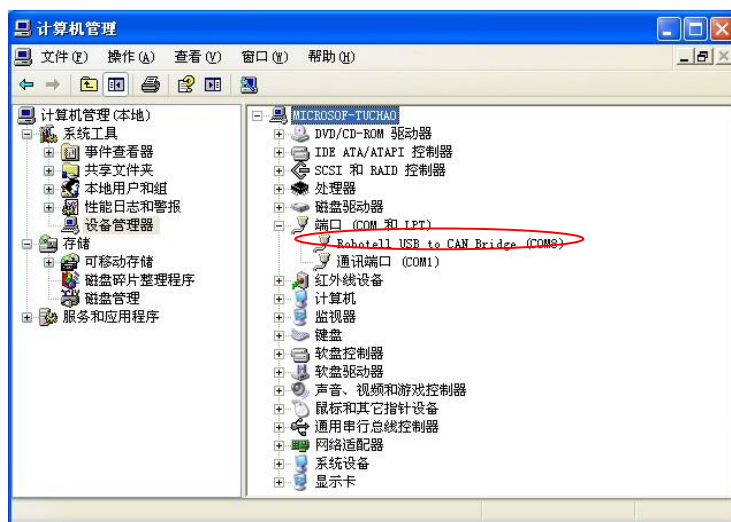 计算机管理
文件(F) 操作(A) 查看(V) 窗口(W) 帮助(H)
计算机管理(本地)
系统工具
事件查看器
共享文件夹
本地用户和组
性能日志和警报
设备管理器
存储
可移动存储
磁盘碎片整理程序
磁盘管理
服务和应用程序
MICROSOF-TUCHAO
DVD/CD-ROM 驱动器
IDE ATA/ATAPI 控制器
SCSI 和 RAID 控制器
处理器
磁盘驱动器
端口 (COM 和 LPT)
Robotell USB to CAN Bridge (COM8)
通讯端口 (COM1)
红外线设备
计算机
监视器
键盘
软盘控制器
软盘驱动器
声音、视频和游戏控制器
鼠标和其它指针设备
通用串行总线控制器
网络适配器
系统设备
显示卡